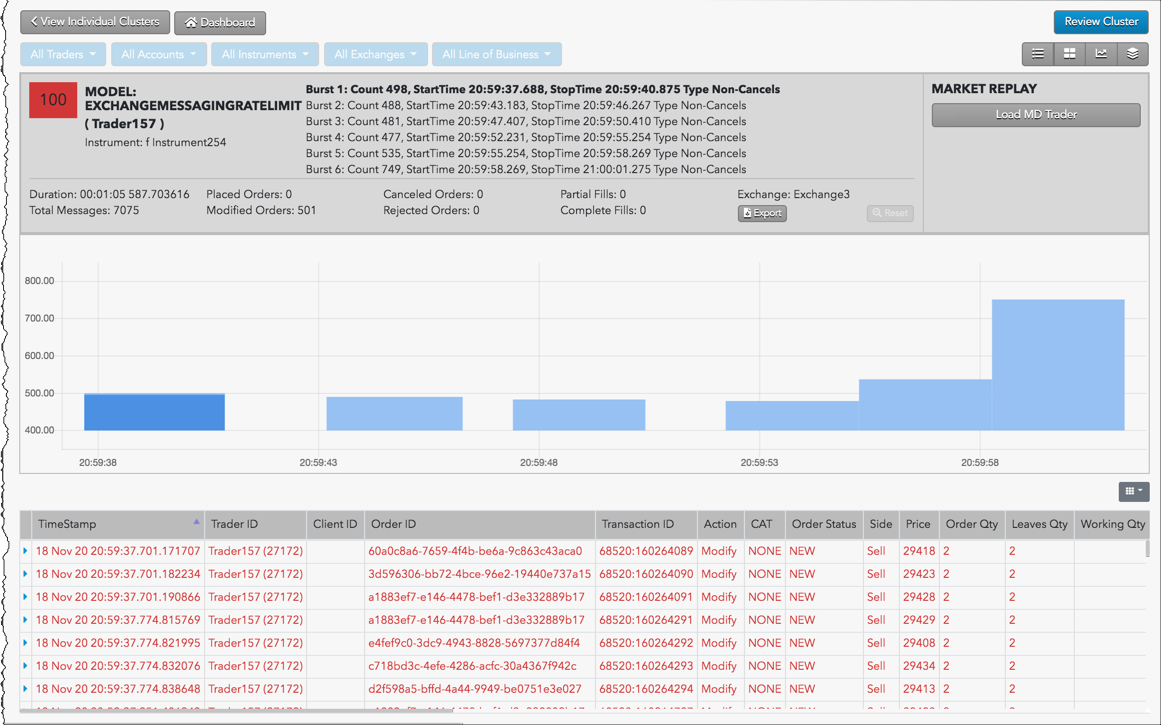 View Individual Clusters Dashboard Review Cluster
All Traders All Accounts All Instruments All Exchanges All Line of Business
100
MODEL:
EXCHANGEMESSAGINGRATELIMIT
( Trader157 )
Instrument: f Instrument254
Burst 1: Count 498, StartTime 20:59:37.688, StopTime 20:59:40.875 Type Non-Cancels
Burst 2: Count 488, StartTime 20:59:43.183, StopTime 20:59:46.267 Type Non-Cancels
Burst 3: Count 481, StartTime 20:59:47.407, StopTime 20:59:50.410 Type Non-Cancels
Burst 4: Count 477, StartTime 20:59:52.231, StopTime 20:59:55.254 Type Non-Cancels
Burst 5: Count 535, StartTime 20:59:55.254, StopTime 20:59:58.269 Type Non-Cancels
Burst 6: Count 749, StartTime 20:59:58.269, StopTime 21:00:01.275 Type Non-Cancels
MARKET REPLAY
Load MD Trader
Duration: 00:01:05 587.703616 Placed Orders: 0 Canceled Orders: 0 Partial Fills: 0 Exchange: Exchange3
Total Messages: 7075 Modified Orders: 501 Rejected Orders: 0 Complete Fills: 0 Export Reset
800.00
700.00
600.00
500.00
400.00
20:59:38 20:59:43 20:59:48 20:59:53 20:59:58
TimeStamp Trader ID Client ID Order ID Transaction ID Action CAT Order Status Side Price Order Qty Leaves Qty Working Qty
18 Nov 20 20:59:37.701.171707 Trader157 (27172) 60a0c8a6-7659-4f4b-be6a-9c863c43aca0 68520:160264089 Modify NONE NEW Sell 29418 2 2
18 Nov 20 20:59:37.701.182234 Trader157 (27172) 3d596306-bb72-4bce-96e2-19440e737a15 68520:160264090 Modify NONE NEW Sell 29423 2 2
18 Nov 20 20:59:37.701.190866 Trader157 (27172) a1883ef7-e146-4478-bef1-d3e332889b17 68520:160264091 Modify NONE NEW Sell 29428 2 2
18 Nov 20 20:59:37.774.815769 Trader157 (27172) a1883ef7-e146-4478-bef1-d3e332889b17 68520:160264291 Modify NONE NEW Sell 29429 2 2
18 Nov 20 20:59:37.774.821995 Trader157 (27172) e4fef9c0-3dc9-4943-8828-5697377d84f4 68520:160264292 Modify NONE NEW Sell 29408 2 2
18 Nov 20 20:59:37.774.832076 Trader157 (27172) c718bd3c-4efe-4286-acfc-30a4367f942c 68520:160264293 Modify NONE NEW Sell 29434 2 2
18 Nov 20 20:59:37.774.838648 Trader157 (27172) d2f598a5-bffd-4a44-9949-be0751e3e027 68520:160264294 Modify NONE NEW Sell 29413 2 2